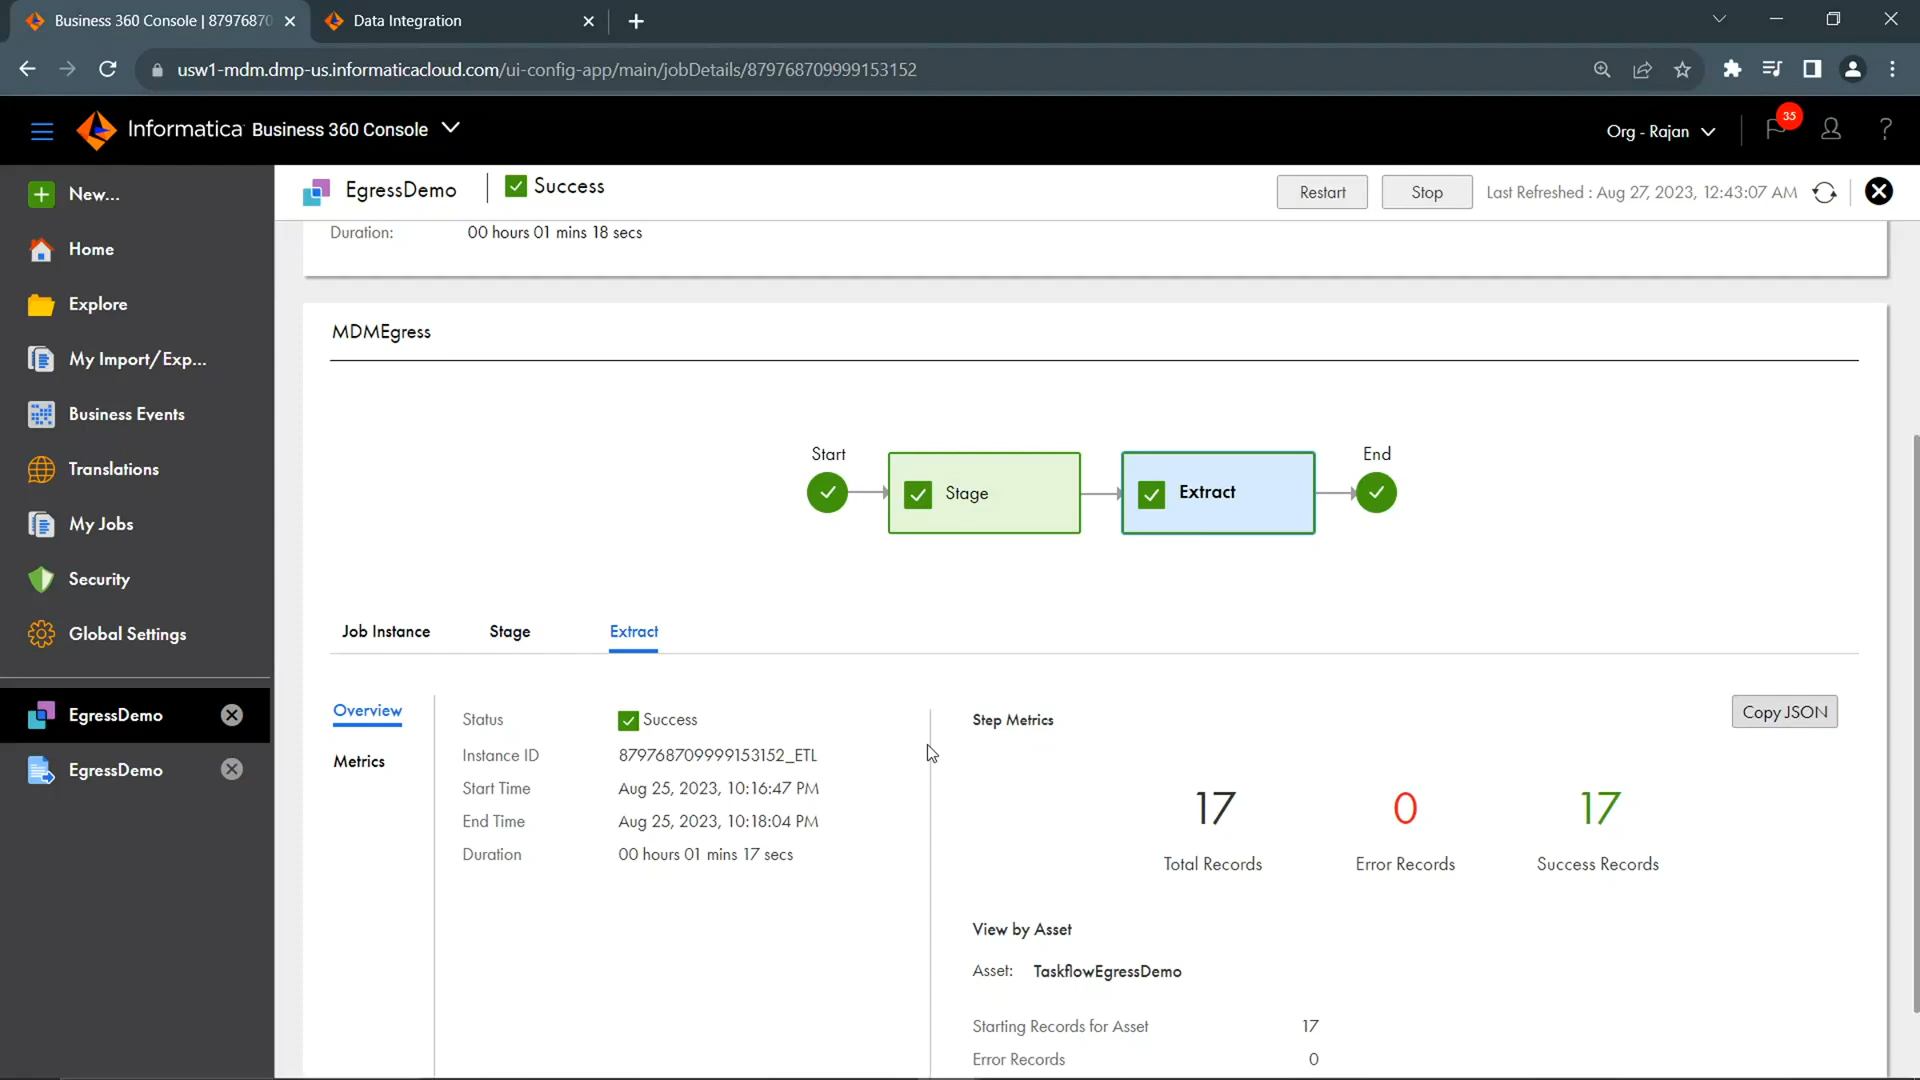 Business 360 Console | 8797687
Data Integration
usw1-mdm.dmp-us.informaticacloud.com/ui-config-app/main/jobDetails/879768709999153152
Informatica Business 360 Console
Org - Rajan
35
?
New...
Home
Explore
My Import/Exp...
Business Events
Translations
My Jobs
Security
Global Settings
EgressDemo
EgressDemo
EgressDemo
Success
Restart
Stop
Last Refreshed : Aug 27, 2023, 12:43:07 AM
Duration: 00 hours 01 mins 18 secs
MDMEgress
Start
Stage
Extract
End
Job Instance
Stage
Extract
Overview
Metrics
Status Success
Instance ID 879768709999153152_ETL
Start Time Aug 25, 2023, 10:16:47 PM
End Time Aug 25, 2023, 10:18:04 PM
Duration 00 hours 01 mins 17 secs
Step Metrics
Copy JSON
17 0 17
Total Records Error Records Success Records
View by Asset
Asset: TaskflowEgressDemo
Starting Records for Asset 17
Error Records 0